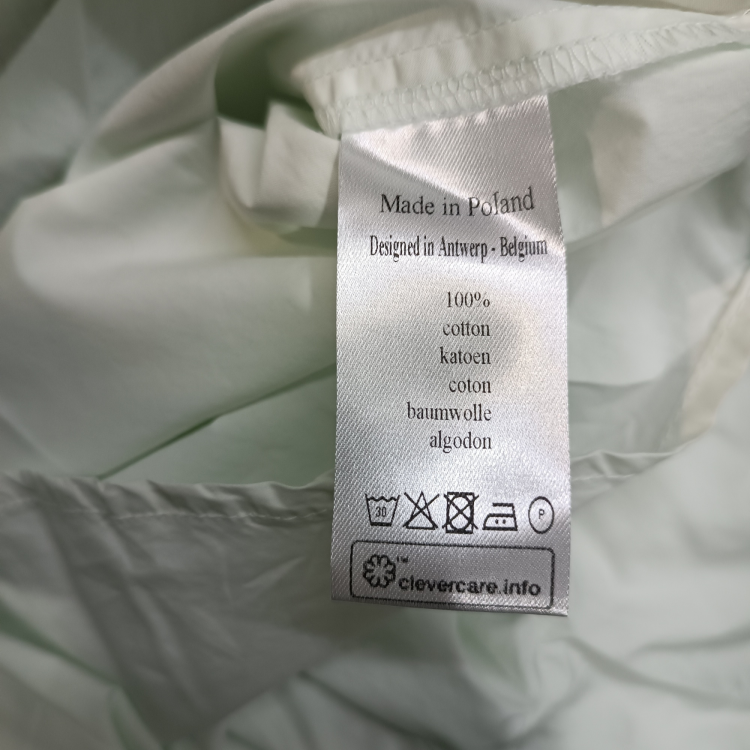 Made in Poland
Designed in Antwerp - Belgium
100%
cotton
katoen
coton
baumwolle
algodon
30 P
™ clevercare.info